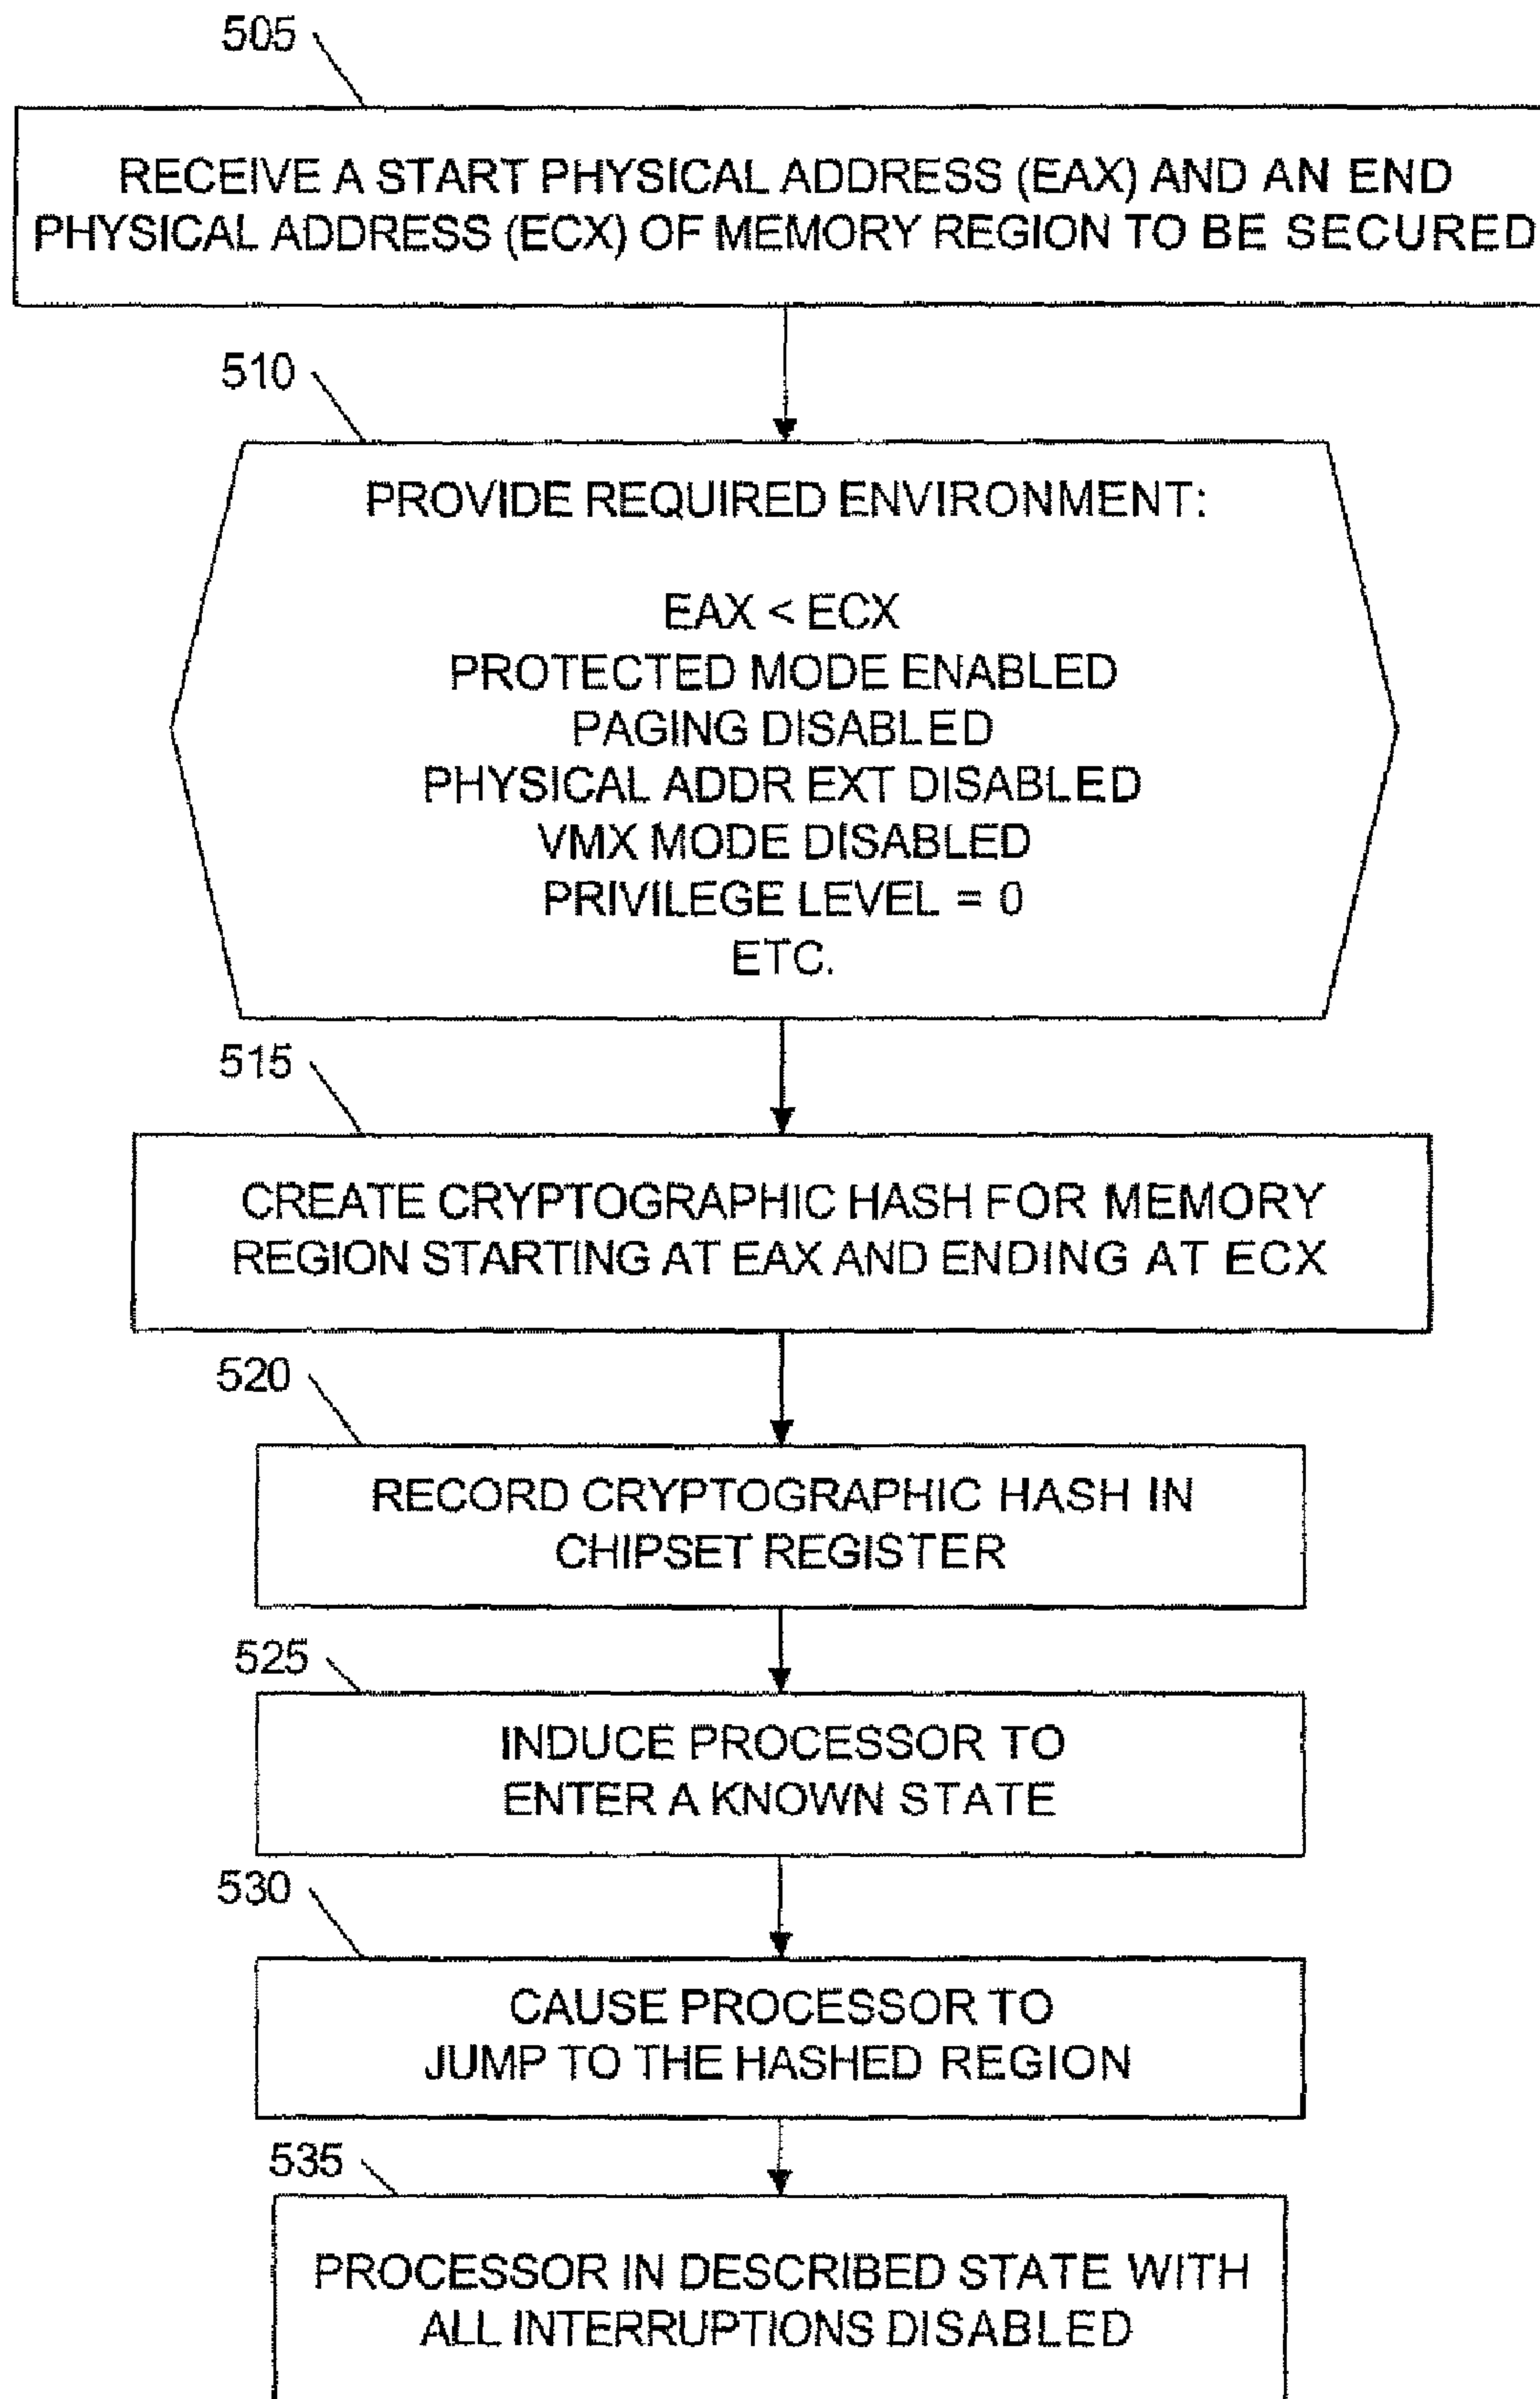 505
RECEIVE A START PHYSICAL ADDRESS (EAX) AND AN END
PHYSICAL ADDRESS (ECX) OF MEMORY REGION TO BE SECURED
510
PROVIDE REQUIRED ENVIRONMENT:
EAX < ECX
PROTECTED MODE ENABLED
PAGING DISABLED
PHYSICAL ADDR EXT DISABLED
VMX MODE DISABLED
PRIVILEGE LEVEL = 0
ETC.
515
CREATE CRYPTOGRAPHIC HASH FOR MEMORY
REGION STARTING AT EAX AND ENDING AT ECX
520
RECORD CRYPTOGRAPHIC HASH IN
CHIPSET REGISTER
525
INDUCE PROCESSOR TO
ENTER A KNOWN STATE
530
CAUSE PROCESSOR TO
JUMP TO THE HASHED REGION
535
PROCESSOR IN DESCRIBED STATE WITH
ALL INTERRUPTIONS DISABLED